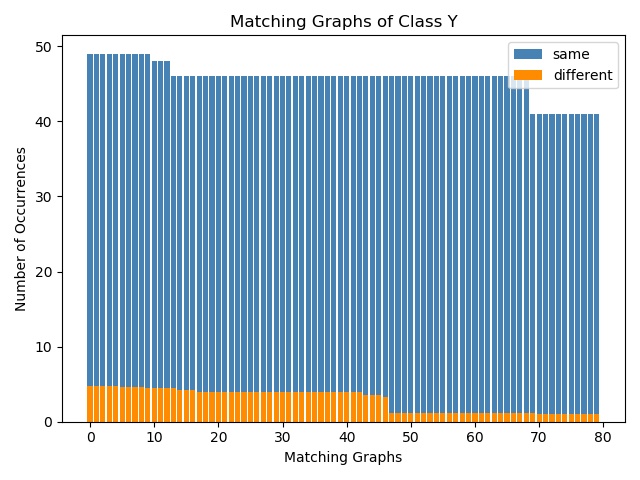 Matching Graphs of Class Y
same
different
Number of Occurrences
50
40
30
20
10
0
0 10 20 30 40 50 60 70 80
Matching Graphs